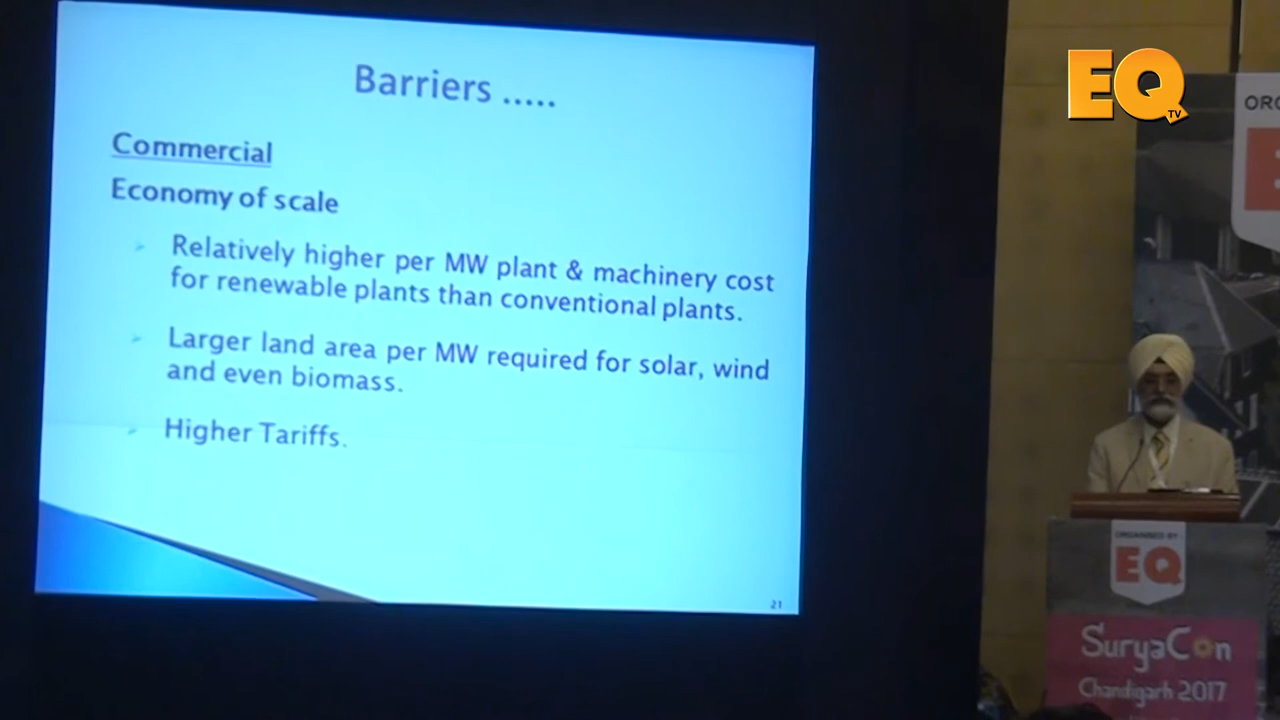 Barriers .....
Commercial
Economy of scale
Relatively higher per MW plant & machinery cost
for renewable plants than conventional plants.
Larger land area per MW required for solar, wind
and even biomass.
Higher Tariffs.
21
EQ
TV
ORGANISED BY
EQ
SuryaCon
Chandigarh 2017